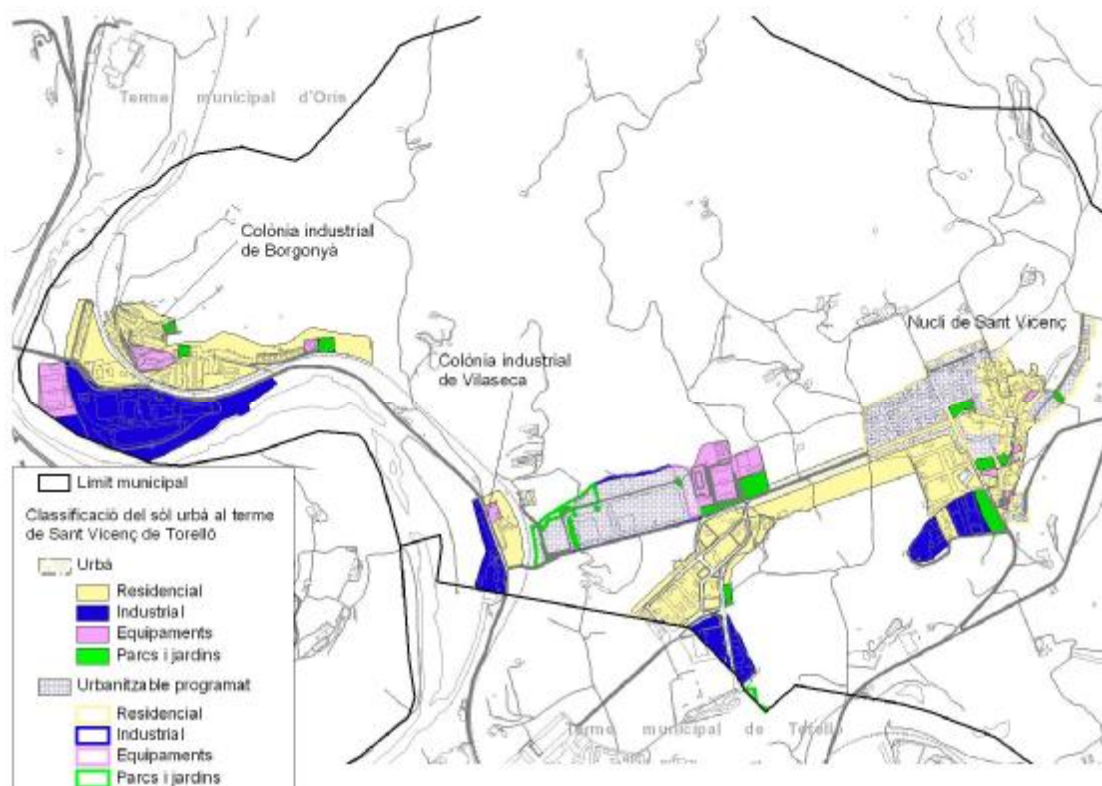 Terme municipal d'Orís
Colònia industrial
de Borgonyà
Nucli de Sant Vicenç
Colònia industrial
de Vilaseca
Límit municipal
Classificació del sòl urbà al terme
de Sant Vicenç de Torelló
Urbà
Residencial
Industrial
Equipaments
Parcs i jardins
Urbanitzable programat
Residencial
Industrial
Equipaments
Parcs i jardins
Terme municipal de Torelló